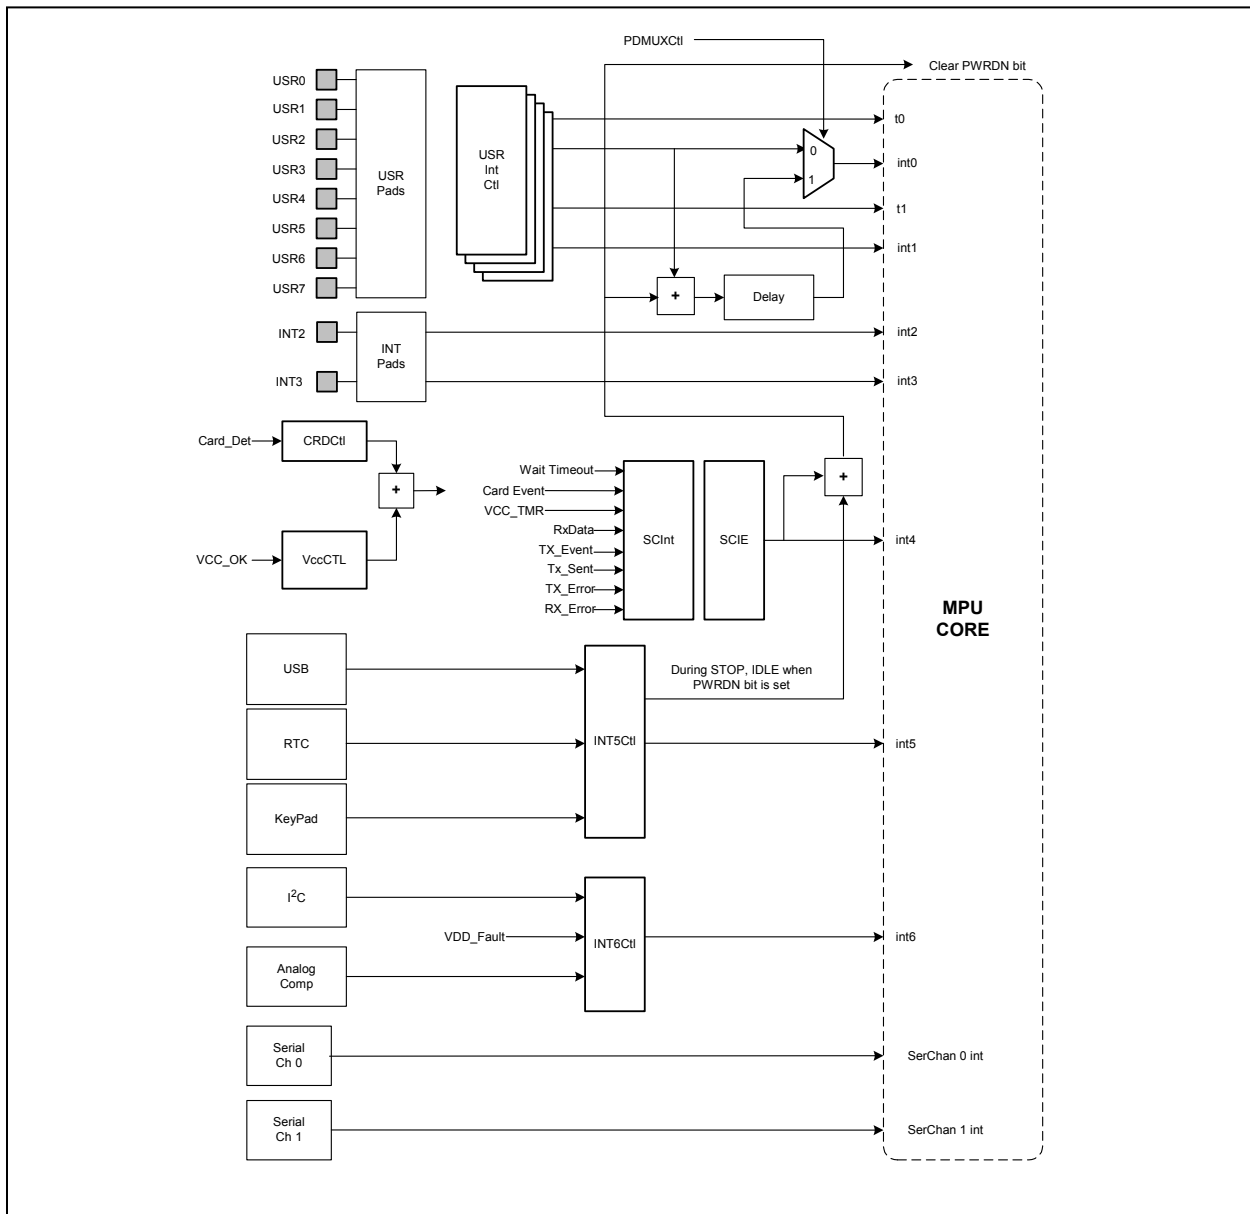 PDMUXCtl
Clear PWRDN bit
USR0
USR1
USR2
USR3
USR4
USR5
USR6
USR7
USR
Pads
USR
Int
Ctl
0
1
t0
int0
t1
int1
+
Delay
INT2
INT3
INT
Pads
int2
int3
Card_Det
CRDCtl
+
VCC_OK
VccCTL
Wait Timeout
Card Event
VCC_TMR
RxData
TX_Event
Tx_Sent
TX_Error
RX_Error
SCInt
SCIE
+
int4
MPU
CORE
USB
RTC
KeyPad
INT5Ctl
During STOP, IDLE when
PWRDN bit is set
int5
I²C
VDD_Fault
Analog
Comp
INT6Ctl
int6
Serial
Ch 0
SerChan 0 int
Serial
Ch 1
SerChan 1 int